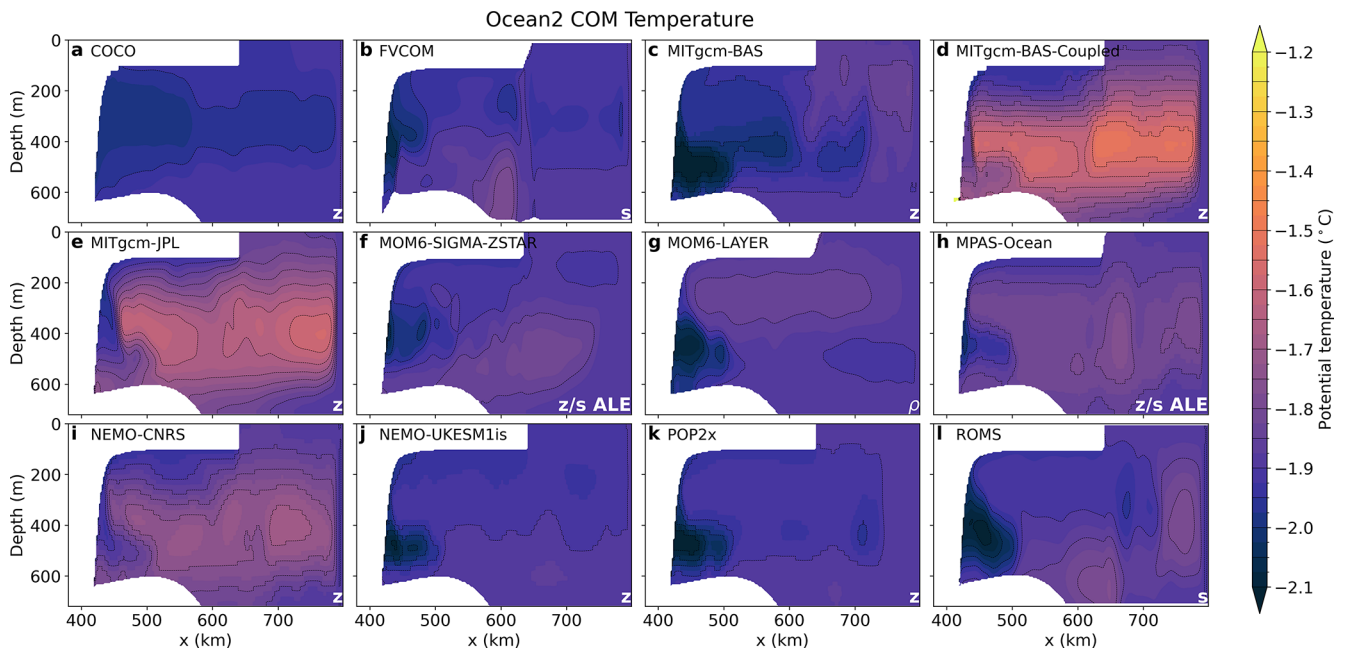 Ocean2 COM Temperature
a COCO
z
b FVCOM
s
c MITgcm-BAS
z
d MITgcm-BAS-Coupled
z
0
200
400
600
Depth (m)
e MITgcm-JPL
z
f MOM6-SIGMA-ZSTAR
z/s ALE
g MOM6-LAYER
ρ
h MPAS-Ocean
z/s ALE
0
200
400
600
Depth (m)
i NEMO-CNRS
z
j NEMO-UKESM1is
z
k POP2x
z
l ROMS
s
0
200
400
600
Depth (m)
400 500 600 700
x (km)
400 500 600 700
x (km)
400 500 600 700
x (km)
400 500 600 700
x (km)
−1.2
−1.3
−1.4
−1.5
−1.6
−1.7
−1.8
−1.9
−2.0
−2.1
Potential temperature (°C)